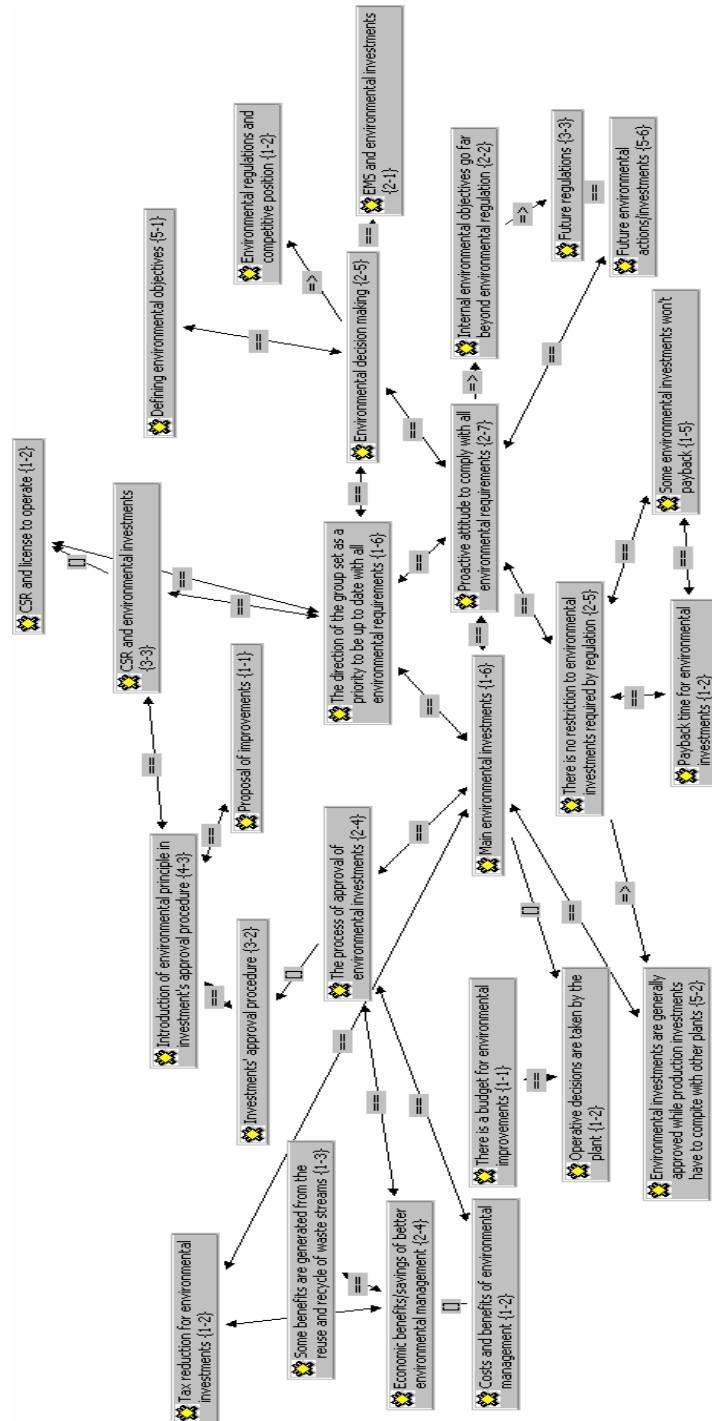 CSR and license to operate {1-2}
[]
==
CSR and environmental investments
{3-3}
==
==
Defining environmental objectives {5-1}
==
Introduction of environmental principle in
investment's approval procedure {4-3}
==
Proposal of improvements {1-1}
==
Tax reduction for environmental
investments {1-2}
Investments' approval procedure {3-2}
Environmental regulations and
competitive position {1-2}
=>
[]
Some benefits are generated from the
reuse and recycle of waste streams {1-3}
==
==
The process of approval of
environmental investments {2-4}
The direction of the group set as a
priority to be up to date with all
environmental requirements {1-6}
==
Environmental decision making {2-5}
==
EMS and environmental investments
{2-1}
Economic benefits/savings of better
environmental management {2-4}
==
==
==
==
==
==
[]
Costs and benefits of environmental
management {1-2}
There is a budget for environmental
improvements {1-1}
Main environmental investments {1-6}
==
Proactive attitude to comply with all
environmental requirements {2-7}
=>
Internal environmental objectives go far
beyond environmental regulation {2-2}
=>
==
[]
==
==
Future regulations {3-3}
Operative decisions are taken by the
plant {1-2}
==
==
Future environmental
actions/investments {5-6}
There is no restriction to environmental
investments required by regulation {2-5}
=>
==
==
Environmental investments are generally
approved while production investments
have to compite with other plants {5-2}
Some environmental investments won't
payback {1-5}
==
Payback time for environmental
investments {1-2}